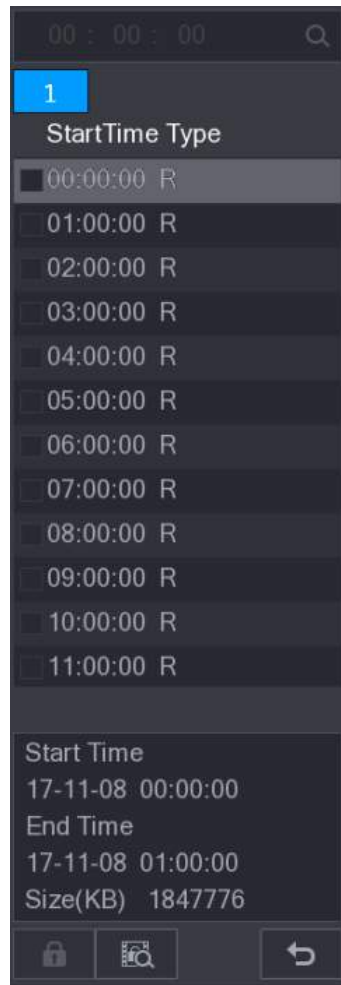 00 : 00 : 00
1
StartTime Type
00:00:00 R
01:00:00 R
02:00:00 R
03:00:00 R
04:00:00 R
05:00:00 R
06:00:00 R
07:00:00 R
08:00:00 R
09:00:00 R
10:00:00 R
11:00:00 R
Start Time
17-11-08 00:00:00
End Time
17-11-08 01:00:00
Size(KB) 1847776